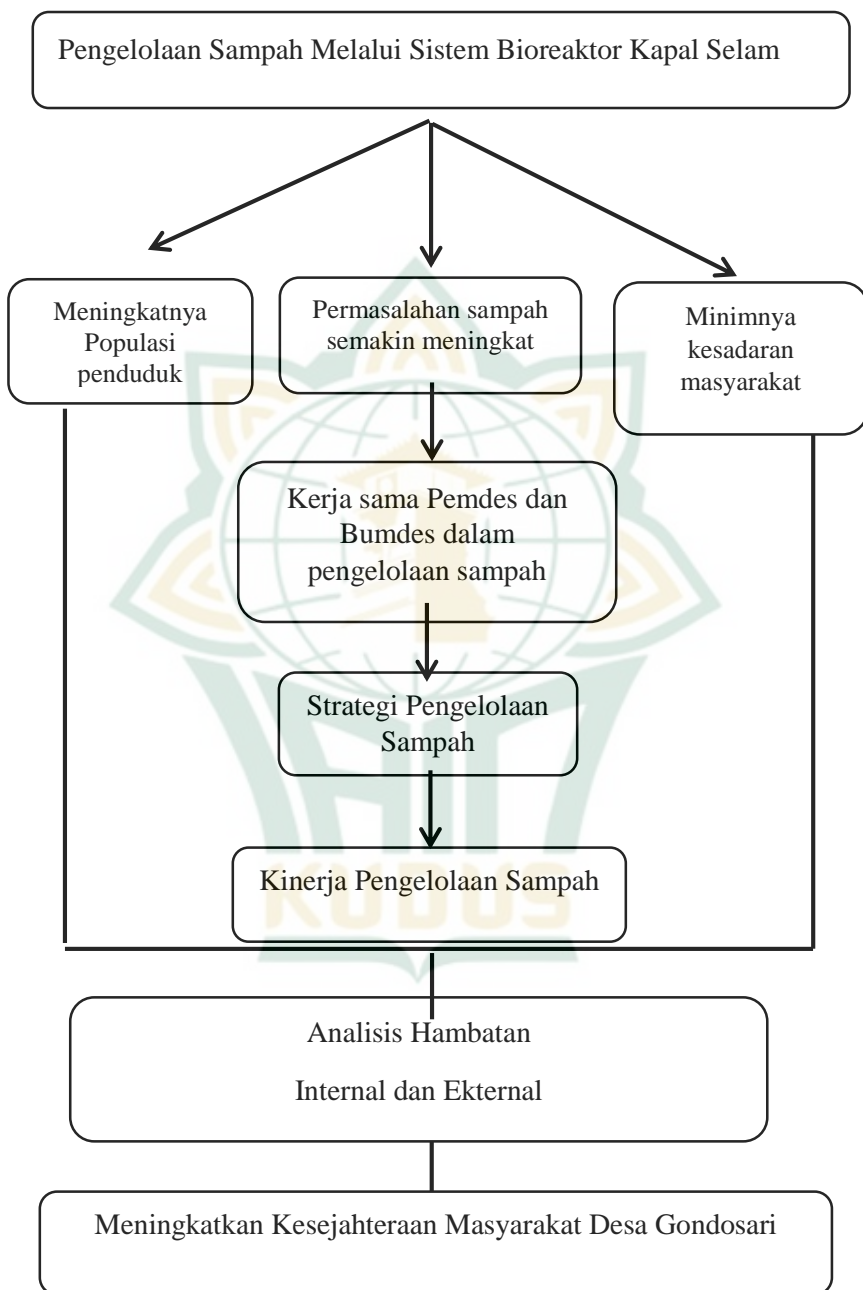 Pengelolaan Sampah Melalui Sistem Bioreaktor Kapal Selam
Meningkatnya
Populasi
penduduk
Permasalahan sampah
semakin meningkat
Minimnya
kesadaran
masyarakat
Kerja sama Pemdes dan
Bumdes dalam
pengelolaan sampah
Strategi Pengelolaan
Sampah
Kinerja Pengelolaan Sampah
KUDUS
Analisis Hambatan
Internal dan Ekternal
Meningkatkan Kesejahteraan Masyarakat Desa Gondosari